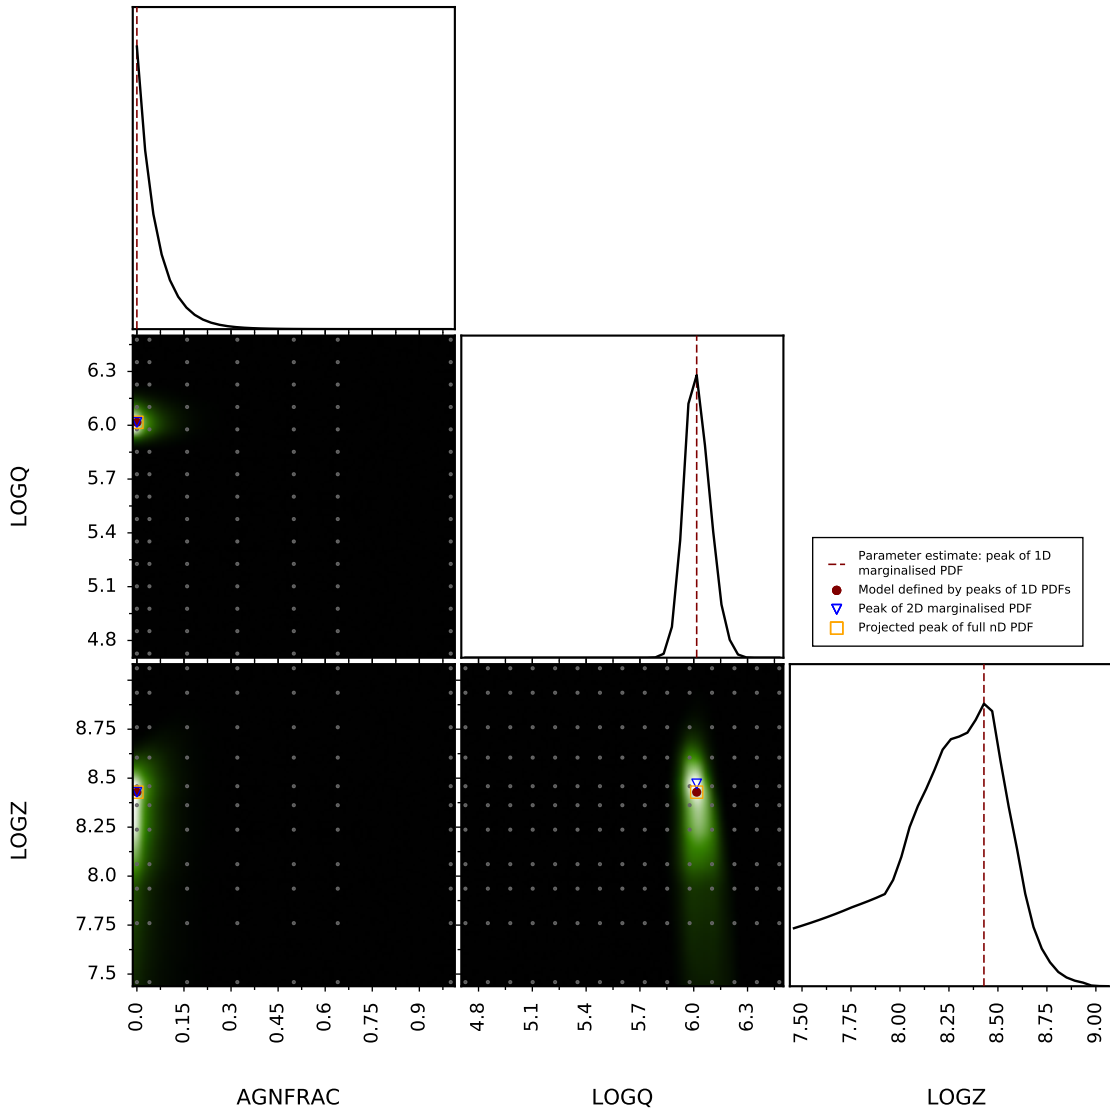 6.3
6.0
5.7
5.4
5.1
4.8
LOGQ
Parameter estimate: peak of 1D
marginalised PDF
Model defined by peaks of 1D PDFs
Peak of 2D marginalised PDF
Projected peak of full nD PDF
8.75
8.5
8.25
8.0
7.75
7.5
LOGZ
0.0 0.15 0.3 0.45 0.6 0.75 0.9
4.8 5.1 5.4 5.7 6.0 6.3
7.50 7.75 8.00 8.25 8.50 8.75 9.00
AGNFRAC
LOGQ
LOGZ